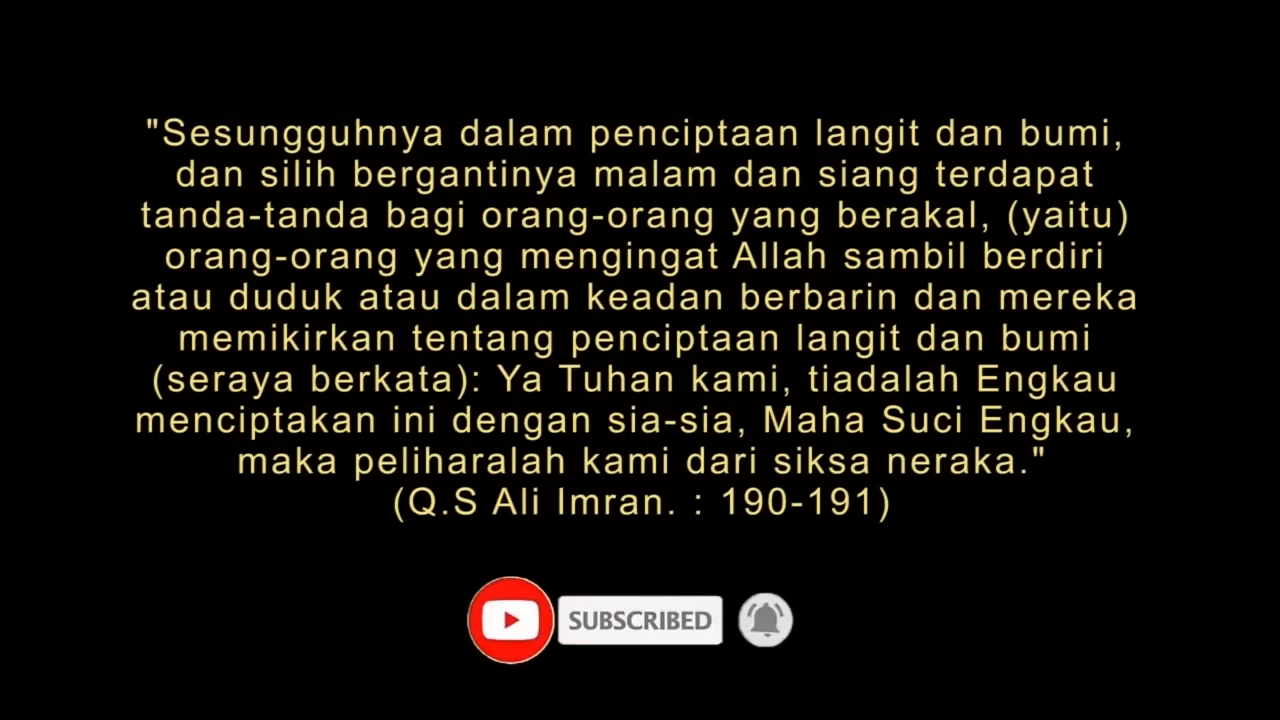 "Sesungguhnya dalam penciptaan langit dan bumi,
dan silih bergantinya malam dan siang terdapat
tanda-tanda bagi orang-orang yang berakal, (yaitu)
orang-orang yang mengingat Allah sambil berdiri
atau duduk atau dalam keadan berbarin dan mereka
memikirkan tentang penciptaan langit dan bumi
(seraya berkata): Ya Tuhan kami, tiadalah Engkau
menciptakan ini dengan sia-sia, Maha Suci Engkau,
maka peliharalah kami dari siksa neraka."
(Q.S Ali Imran. : 190-191)
SUBSCRIBED